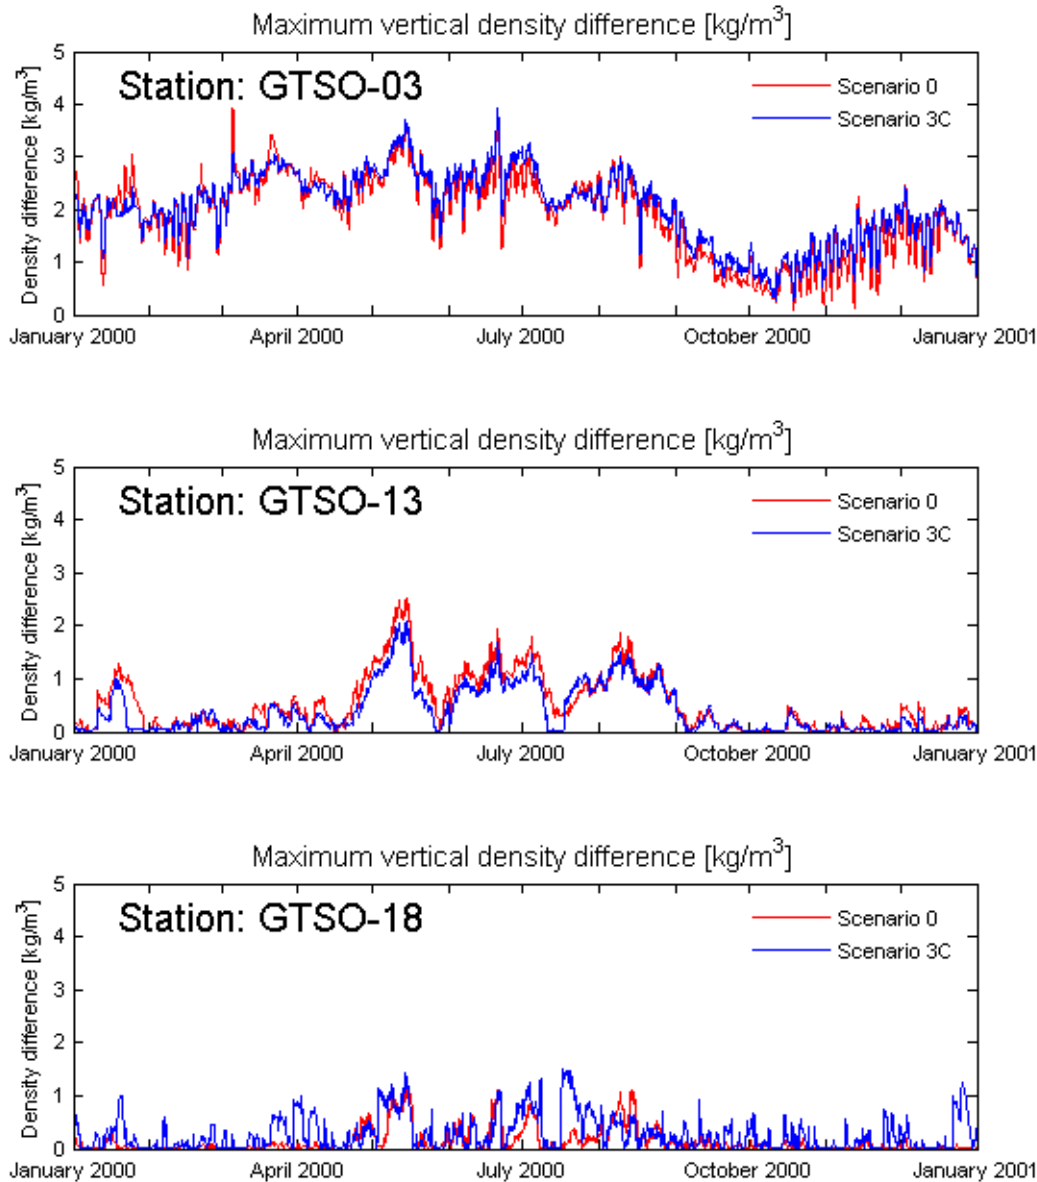 Maximum vertical density difference [kg/m³]
Density difference [kg/m³]
5
4
3
2
1
0
Station: GTSO-03
Scenario 0
Scenario 3C
January 2000
April 2000
July 2000
October 2000
January 2001
Maximum vertical density difference [kg/m³]
Density difference [kg/m³]
5
4
3
2
1
0
Station: GTSO-13
Scenario 0
Scenario 3C
January 2000
April 2000
July 2000
October 2000
January 2001
Maximum vertical density difference [kg/m³]
Density difference [kg/m³]
5
4
3
2
1
0
Station: GTSO-18
Scenario 0
Scenario 3C
January 2000
April 2000
July 2000
October 2000
January 2001